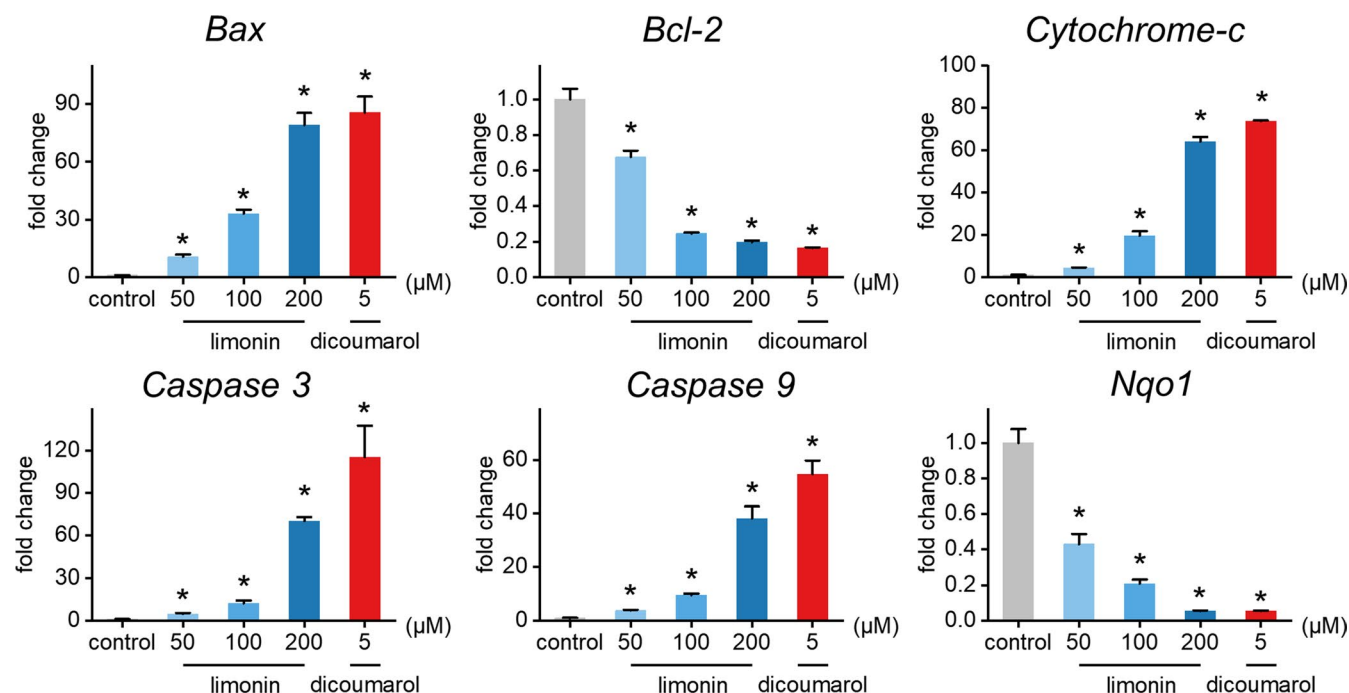 Bax
fold change
90
60
30
0
* * * * *
control 50 100 200 5 (µM)
limonin dicoumarol
Bcl-2
fold change
1.0
0.8
0.6
0.4
0.2
0.0
* * * *
control 50 100 200 5 (µM)
limonin dicoumarol
Cytochrome-c
fold change
100
80
60
40
20
0
* * * *
control 50 100 200 5 (µM)
limonin dicoumarol
Caspase 3
fold change
120
90
60
30
0
* * * *
control 50 100 200 5 (µM)
limonin dicoumarol
Caspase 9
fold change
60
40
20
0
* * * *
control 50 100 200 5 (µM)
limonin dicoumarol
Nqo1
fold change
1.0
0.8
0.6
0.4
0.2
0.0
* * * *
control 50 100 200 5 (µM)
limonin dicoumarol